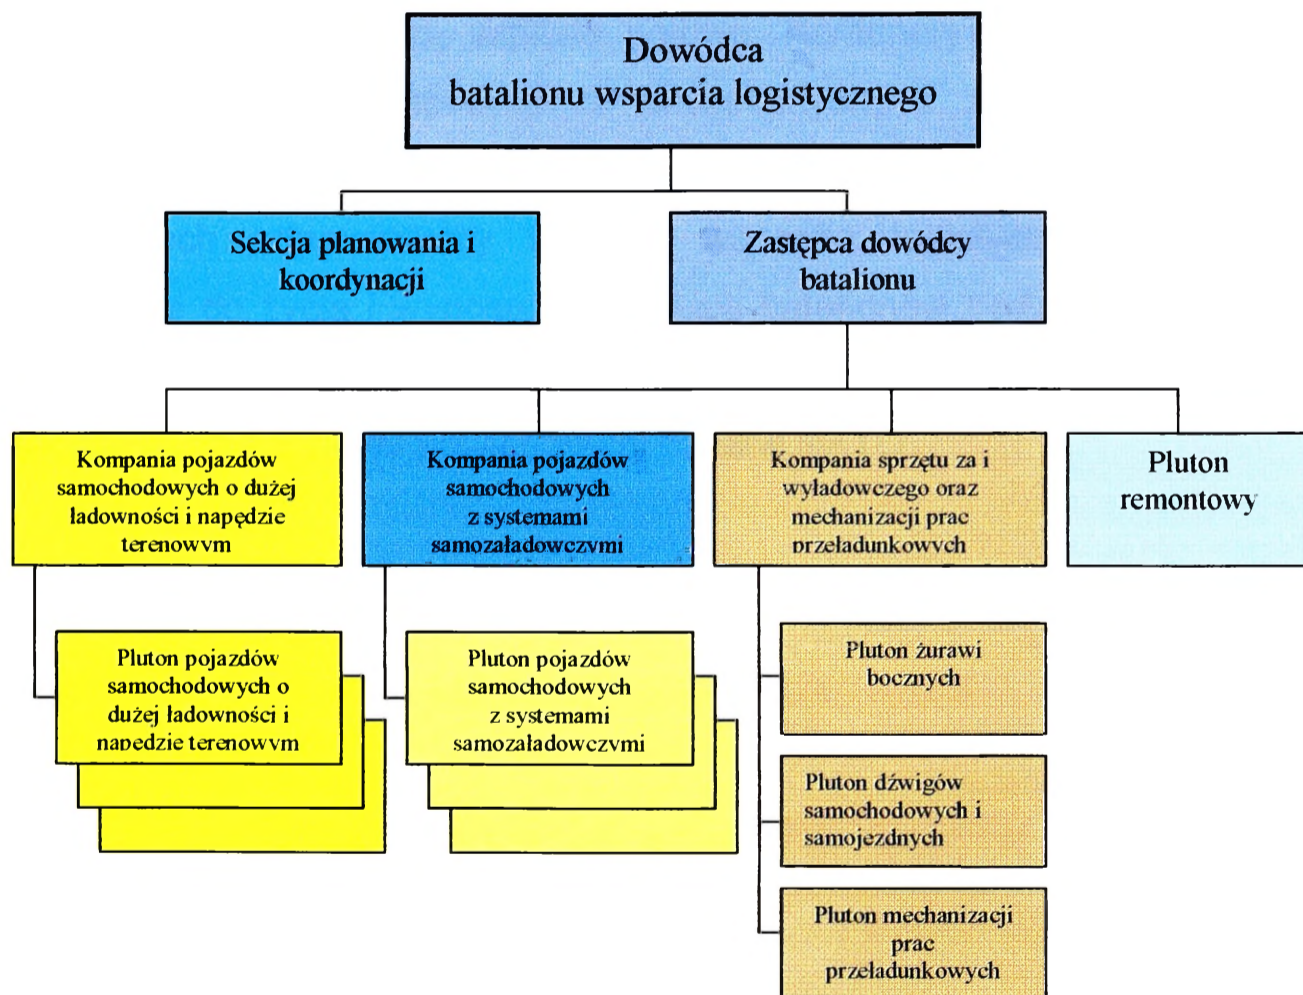 Dowódca
batalionu wsparcia logistycznego
Sekcja planowania i
koordynacji
Zastępca dowódcy
batalionu
Kompania pojazdów
samochodowych o dużej
ładowności i napędzie
terenowym
Kompania pojazdów
samochodowych
z systemami
samozaładowczymi
Kompania sprzętu za i
wyładowczego oraz
mechanizacji prac
przeładunkowych
Pluton
remontowy
Pluton pojazdów
samochodowych o
dużej ładowności i
napędzie terenowym
Pluton pojazdów
samochodowych
z systemami
samozaładowczymi
Pluton żurawi
bocznych
Pluton dźwigów
samochodowych i
samojezdnych
Pluton mechanizacji
prac
przeładunkowych